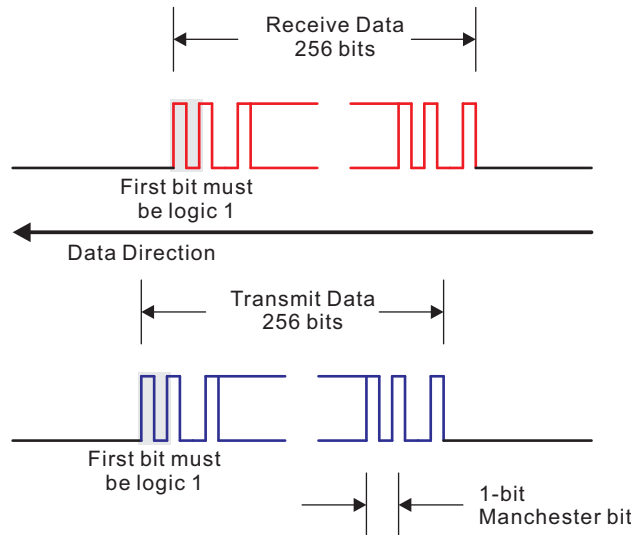 Receive Data
256 bits
First bit must
be logic 1
Data Direction
Transmit Data
256 bits
First bit must
be logic 1
1-bit
Manchester bit